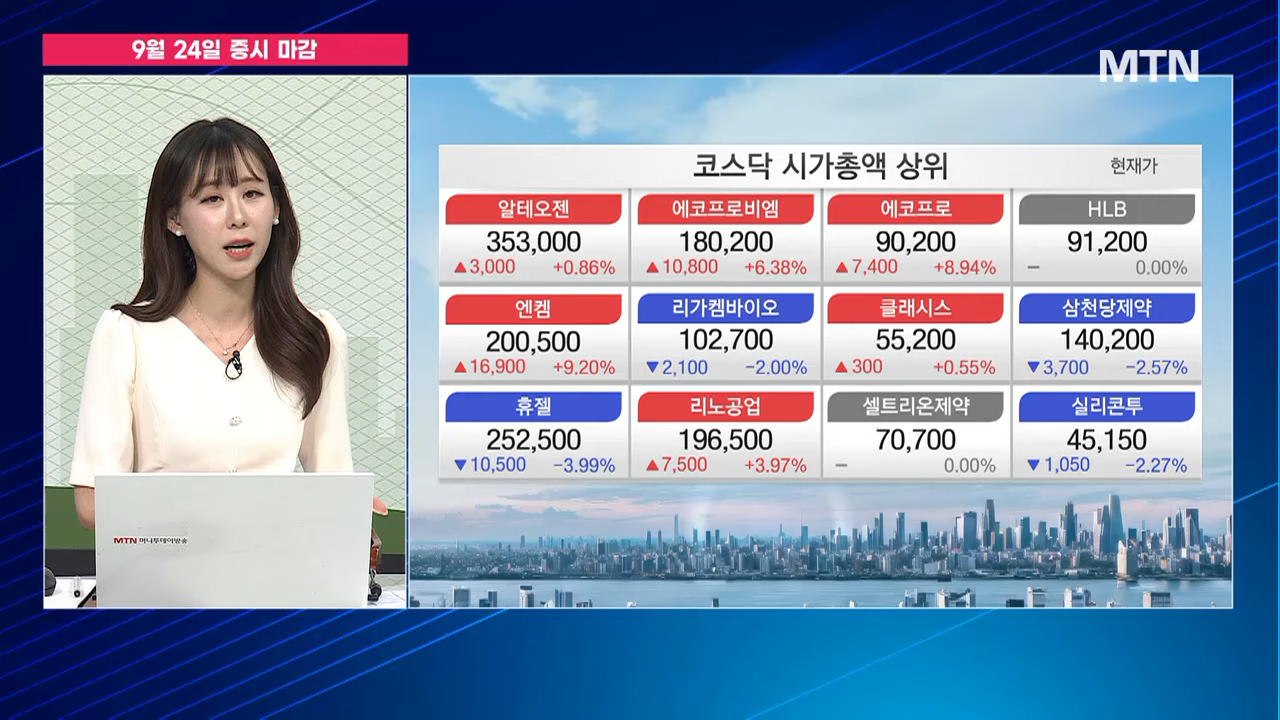 9월 24일 증시 마감
MTN
코스닥 시가총액 상위
현재가
알테오젠
353,000
▲3,000 +0.86%
에코프로비엠
180,200
▲10,800 +6.38%
에코프로
90,200
▲7,400 +8.94%
HLB
91,200
– 0.00%
엔켐
200,500
▲16,900 +9.20%
리가켐바이오
102,700
▼2,100 −2.00%
클래시스
55,200
▲300 +0.55%
삼천당제약
140,200
▼3,700 −2.57%
휴젤
252,500
▼10,500 −3.99%
리노공업
196,500
▲7,500 +3.97%
셀트리온제약
70,700
– 0.00%
실리콘투
45,150
▼1,050 −2.27%
MTN 머니투데이방송